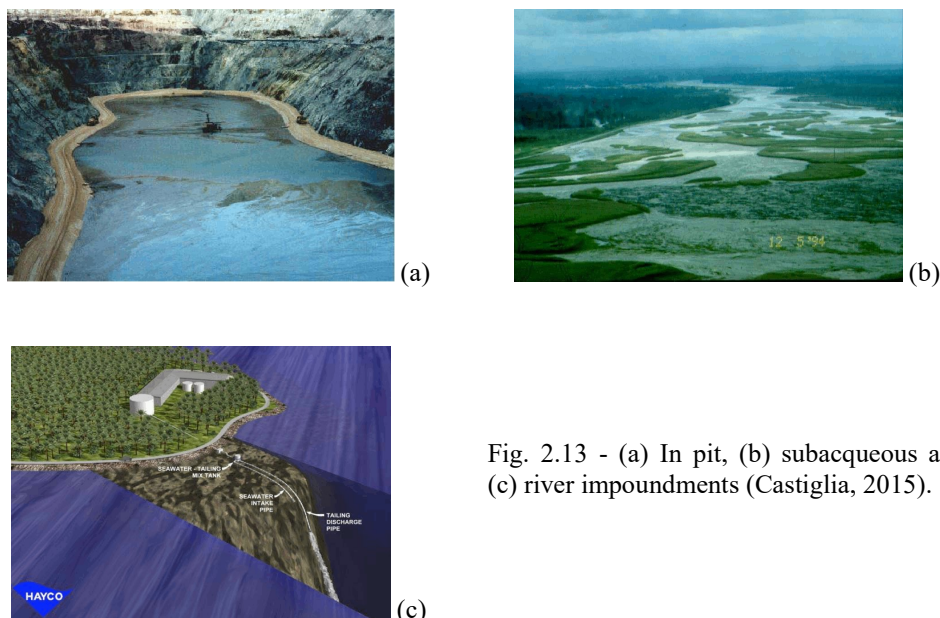 (a)
12 5'94
(b)
SEAWATER - TAILING
MIX TANK
SEAWATER
INTAKE
PIPE
TAILING
DISCHARGE
PIPE
HAYCO
(c)
Fig. 2.13 - (a) In pit, (b) subacqueous a
(c) river impoundments (Castiglia, 2015).